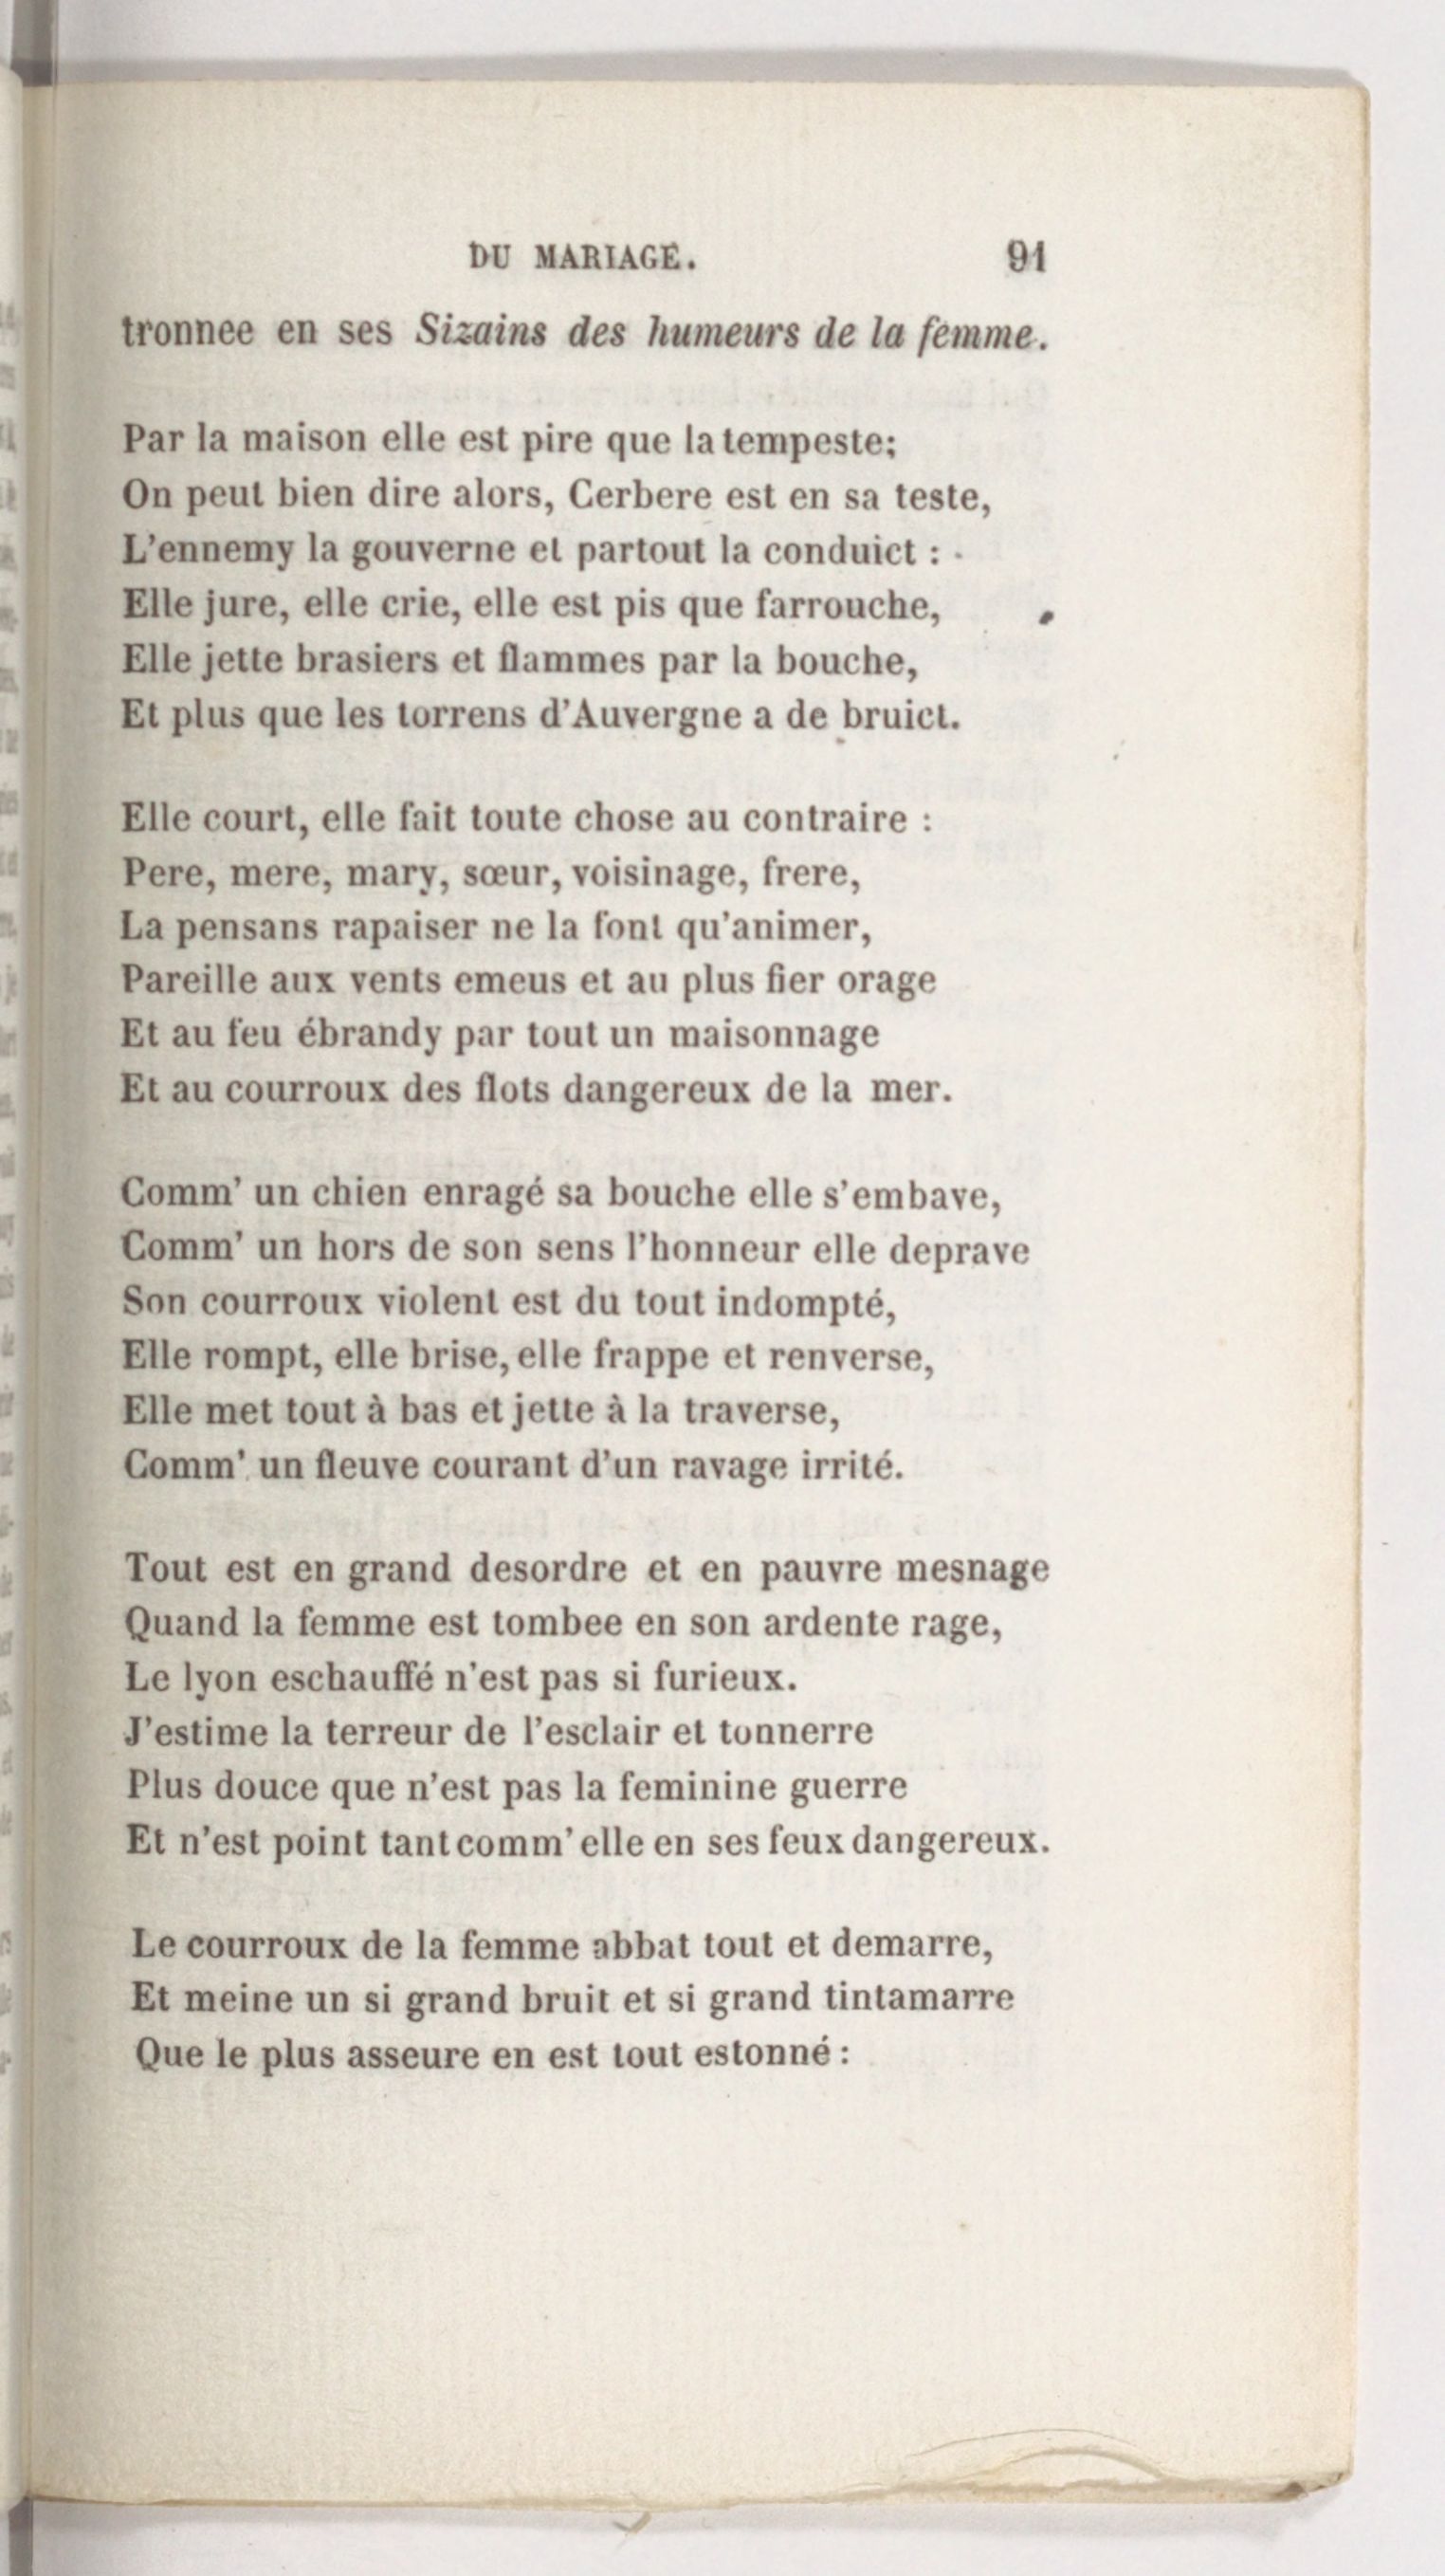 DU MARIAGE. 91
tronnee en ses Sizains des humeurs de la femme.
Par la maison elle est pire que la tempeste;
On peut bien dire alors, Cerbere est en sa teste,
L'ennemy la gouverne et partout la conduict :
Elle jure, elle crie, elle est pis que farrouche,
Elle jette brasiers et flammes par la bouche,
Et plus que les torrens d'Auvergne a de bruict.
Elle court, elle fait toute chose au contraire :
Pere, mere, mary, sœur, voisinage, frere,
La pensans rapaiser ne la font qu'animer,
Pareille aux vents emeus et au plus fier orage
Et au feu ébrandy par tout un maisonnage
Et au courroux des flots dangereux de la mer.
Comm' un chien enragé sa bouche elle s'embave,
Comm' un hors de son sens l'honneur elle deprave
Son courroux violent est du tout indompté,
Elle rompt, elle brise, elle frappe et renverse,
Elle met tout à bas et jette à la traverse,
Comm' un fleuve courant d'un ravage irrité.
Tout est en grand desordre et en pauvre mesnage
Quand la femme est tombee en son ardente rage,
Le lyon eschauffé n'est pas si furieux.
J'estime la terreur de l'esclair et tonnerre
Plus douce que n'est pas la feminine guerre
Et n'est point tant comm' elle en ses feux dangereux.
Le courroux de la femme abbat tout et demarre,
Et meine un si grand bruit et si grand tintamarre
Que le plus asseure en est tout estonné :